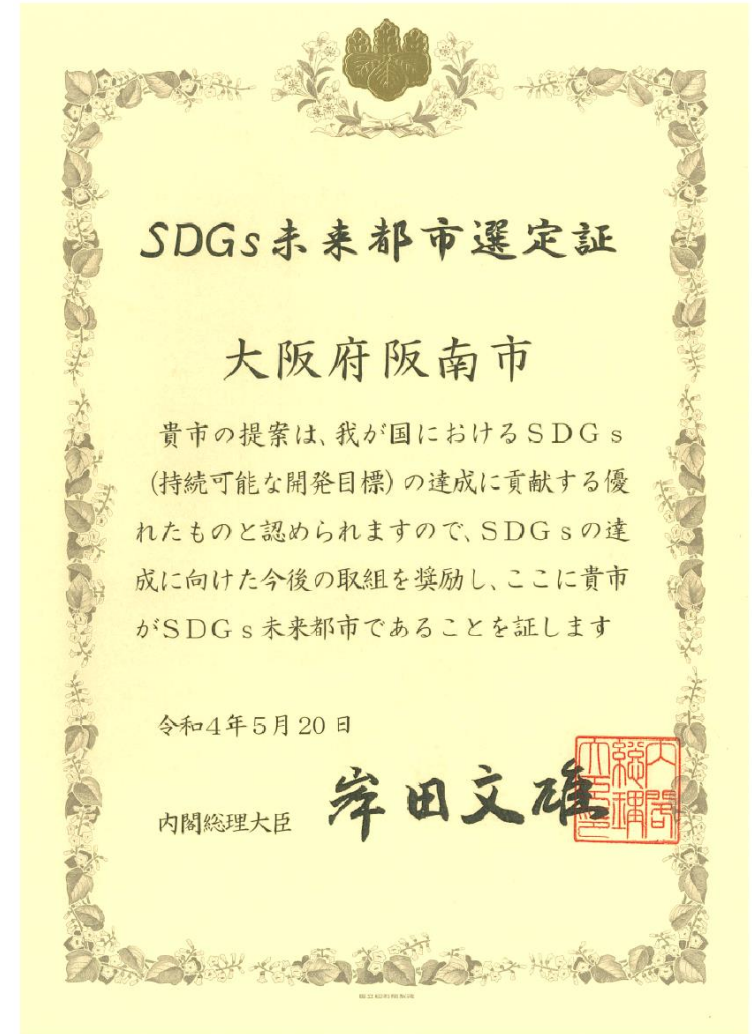 SDGs未来都市選定証
大阪府阪南市
貴市の提案は、我が国におけるSDGs
(持続可能な開発目標)の達成に貢献する優
れたものと認められますので、SDGsの達
成に向けた今後の取組を奨励し、ここに貴市
がSDGs未来都市であることを証します
令和4年5月20日
内閣総理大臣 岸田文雄
内閣総理大臣印